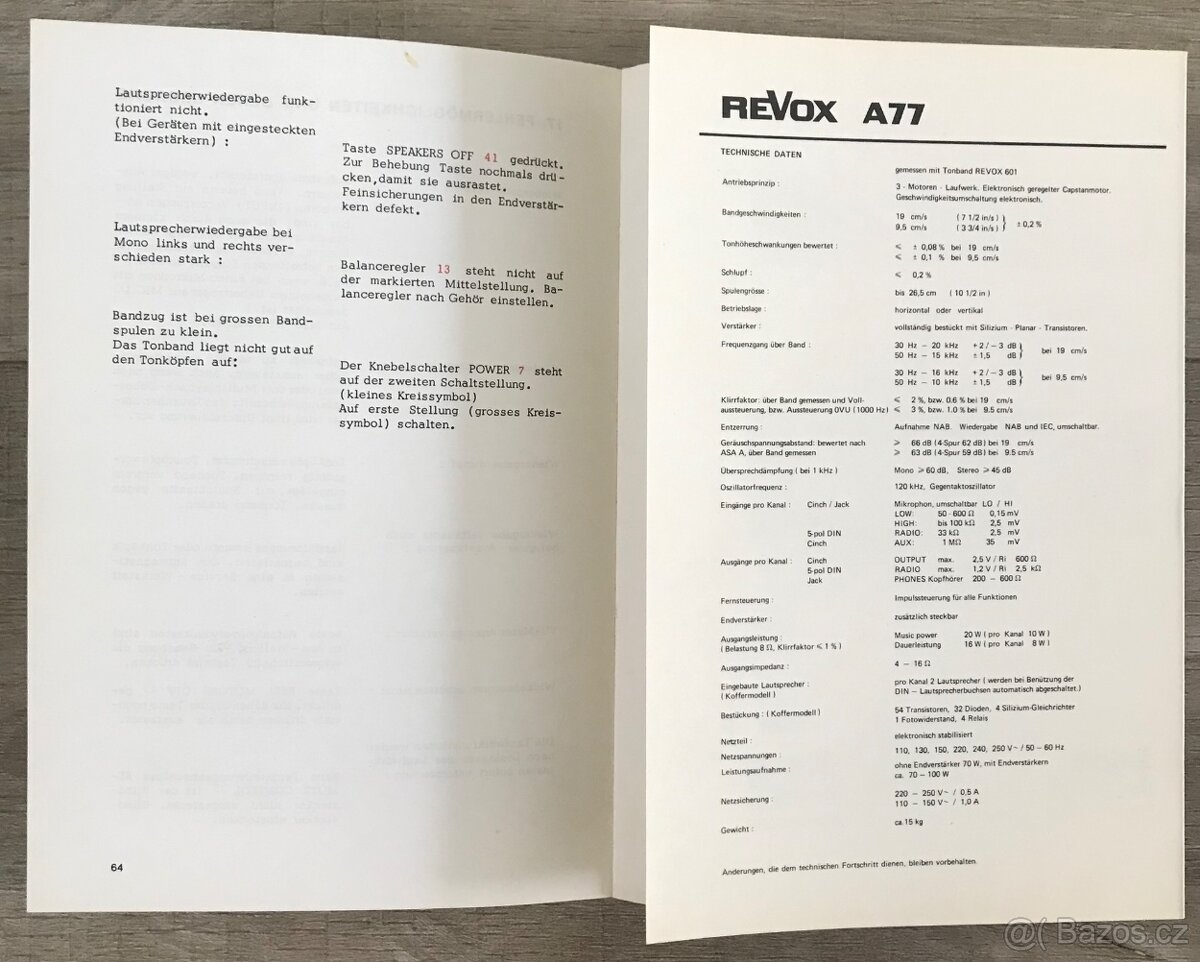 Lautsprecherwiedergabe funk-
tioniert nicht.
(Bei Geräten mit eingesteckten
Endverstärkern) :
Taste SPEAKERS OFF 41 gedrückt.
Zur Behebung Taste nochmals drü-
cken,damit sie ausrastet.
Feinsicherungen in den Endverstär-
kern defekt.
Lautsprecherwiedergabe bei
Mono links und rechts ver-
schieden stark :
Balanceregler 13 steht nicht auf
der markierten Mittelstellung. Ba-
lanceregler nach Gehör einstellen.
Bandzug ist bei grossen Band-
spulen zu klein.
Das Tonband liegt nicht gut auf
den Tonköpfen auf:
Der Knebelschalter POWER 7 steht
auf der zweiten Schaltstellung.
(kleines Kreissymbol)
Auf erste Stellung (grosses Kreis-
symbol) schalten.
64
REVOX A77
TECHNISCHE DATEN
gemessen mit Tonband REVOX 601
Antriebsprinzip : 3 - Motoren - Laufwerk. Elektronisch geregelter Capstanmotor.
Geschwindigkeitsumschaltung elektronisch.
Bandgeschwindigkeiten : 19 cm/s ( 7 1/2 in/s ) } ± 0,2 %
9,5 cm/s ( 3 3/4 in/s )
Tonhöheschwankungen bewertet : ≤ ± 0,08 % bei 19 cm/s
≤ ± 0,1 % bei 9,5 cm/s
Schlupf : ≤ 0,2 %
Spulengrösse : bis 26,5 cm ( 10 1/2 in )
Betriebslage : horizontal oder vertikal
Verstärker : vollständig bestückt mit Silizium - Planar - Transistoren.
Frequenzgang über Band : 30 Hz – 20 kHz + 2 / – 3 dB } bei 19 cm/s
50 Hz – 15 kHz ± 1,5 dB
30 Hz – 16 kHz + 2 / – 3 dB } bei 9,5 cm/s
50 Hz – 10 kHz ± 1,5 dB
Klirrfaktor: über Band gemessen und Voll- ≤ 2 %, bzw. 0.6 % bei 19 cm/s
aussteuerung, bzw. Aussteuerung 0VU ( 1000 Hz ) ≤ 3 %, bzw. 1.0 % bei 9.5 cm/s
Entzerrung : Aufnahme NAB. Wiedergabe NAB und IEC, umschaltbar.
Geräuschspannungsabstand: bewertet nach ≥ 66 dB (4-Spur 62 dB) bei 19 cm/s
ASA A, über Band gemessen ≥ 63 dB (4-Spur 59 dB) bei 9.5 cm/s
Übersprechdämpfung ( bei 1 kHz ) Mono ≥ 60 dB, Stereo ≥ 45 dB
Oszillatorfrequenz : 120 kHz, Gegentaktoszillator
Eingänge pro Kanal : Cinch / Jack Mikrophon, umschaltbar LO / HI
LOW: 50 - 600 Ω 0,15 mV
HIGH: bis 100 kΩ 2,5 mV
5-pol DIN RADIO: 33 kΩ 2,5 mV
Cinch AUX: 1 MΩ 35 mV
Ausgänge pro Kanal : Cinch OUTPUT max. 2,5 V / Ri 600 Ω
5-pol DIN RADIO max. 1,2 V / Ri 2,5 kΩ
Jack PHONES Kopfhörer 200 – 600 Ω
Fernsteuerung : Impulssteuerung für alle Funktionen
Endverstärker : zusätzlich steckbar
Ausgangsleistung : Music power 20 W ( pro Kanal 10 W )
( Belastung 8 Ω, Klirrfaktor ≤ 1 % ) Dauerleistung 16 W ( pro Kanal 8 W )
Ausgangsimpedanz : 4 – 16 Ω
Eingebaute Lautsprecher : pro Kanal 2 Lautsprecher ( werden bei Benützung der
( Koffermodell ) DIN – Lautsprecherbuchsen automatisch abgeschaltet.)
Bestückung : ( Koffermodell ) 54 Transistoren, 32 Dioden, 4 Silizium-Gleichrichter
1 Fotowiderstand, 4 Relais
Netzteil : elektronisch stabilisiert
Netzspannungen : 110, 130, 150, 220, 240, 250 V~ / 50 – 60 Hz
Leistungsaufnahme : ohne Endverstärker 70 W, mit Endverstärkern
ca. 70 – 100 W
Netzsicherung : 220 – 250 V~ / 0,5 A
110 – 150 V~ / 1,0 A
Gewicht : ca. 15 kg
Änderungen, die dem technischen Fortschritt dienen, bleiben vorbehalten.
@( Bazoš.cz